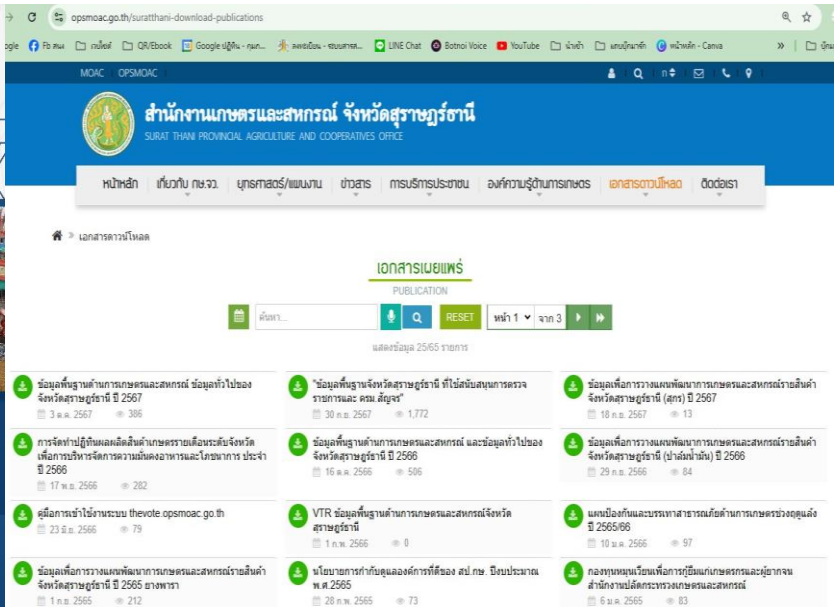 opsmoac.go.th/suratthani-download-publications
ogle Fb สนง เว็บไซต์ QR/Ebook Google ปฏิทิน - กุมภ... LINE Chat Botnoi Voice YouTube หน้าหลัก - Canva »
MOAC OPSMOAC
สำนักงานเกษตรและสหกรณ์ จังหวัดสุราษฎร์ธานี
SURAT THANI PROVINCIAL AGRICULTURE AND COOPERATIVES OFFICE
หน้าหลัก เกี่ยวกับ กษ.จว. ยุทธศาสตร์/แผนงาน ข่าวสาร การบริการประชาชน องค์ความรู้ด้านการเกษตร เอกสารดาวน์โหลด ติดต่อเรา
» เอกสารดาวน์โหลด
เอกสารเผยแพร่
PUBLICATION
ค้นหา... RESET หน้า 1 จาก 3
แสดงข้อมูล 25/65 รายการ
ข้อมูลพื้นฐานด้านการเกษตรและสหกรณ์ ข้อมูลทั่วไปของ
จังหวัดสุราษฎร์ธานี ปี 2567
3 ต.ค. 2567 386
"ข้อมูลพื้นฐานจังหวัดสุราษฎร์ธานี ที่ใช้สนับสนุนการตรวจ
ราชการและ ครม.สัญจร"
30 ก.ย. 2567 1,772
ข้อมูลเพื่อการวางแผนพัฒนาการเกษตรและสหกรณ์รายสินค้า
จังหวัดสุราษฎร์ธานี (สุกร) ปี 2567
18 ก.ย. 2567 13
การจัดทำปฏิทินผลผลิตสินค้าเกษตรรายเดือนระดับจังหวัด
เพื่อการบริหารจัดการความมั่นคงอาหารและโภชนาการ ประจำ
ปี 2566
17 พ.ย. 2566 282
ข้อมูลพื้นฐานด้านการเกษตรและสหกรณ์ และข้อมูลทั่วไปของ
จังหวัดสุราษฎร์ธานี ปี 2566
16 ต.ค. 2566 506
ข้อมูลเพื่อการวางแผนพัฒนาการเกษตรและสหกรณ์รายสินค้า
จังหวัดสุราษฎร์ธานี (ปาล์มน้ำมัน) ปี 2566
29 ก.ย. 2566 84
คู่มือการเข้าใช้งานระบบ thevote.opsmoac.go.th
23 มิ.ย. 2566 79
VTR ข้อมูลพื้นฐานด้านการเกษตรและสหกรณ์จังหวัด
สุราษฎร์ธานี
1 ก.พ. 2566 0
แผนป้องกันและบรรเทาสาธารณภัยด้านการเกษตรช่วงฤดูแล้ง
ปี 2565/66
10 ม.ค. 2566 97
ข้อมูลเพื่อการวางแผนพัฒนาการเกษตรและสหกรณ์รายสินค้า
จังหวัดสุราษฎร์ธานี ปี 2565 ยางพารา
1 ก.ย. 2565 212
นโยบายการกำกับดูแลองค์การที่ดีของ สป.กษ. ปีงบประมาณ
พ.ศ.2565
28 ก.พ. 2565 73
กองทุนหมุนเวียนเพื่อการกู้ยืมแก่เกษตรกรและผู้ยากจน
สำนักงานปลัดกระทรวงเกษตรและสหกรณ์
6 ม.ค. 2565 83